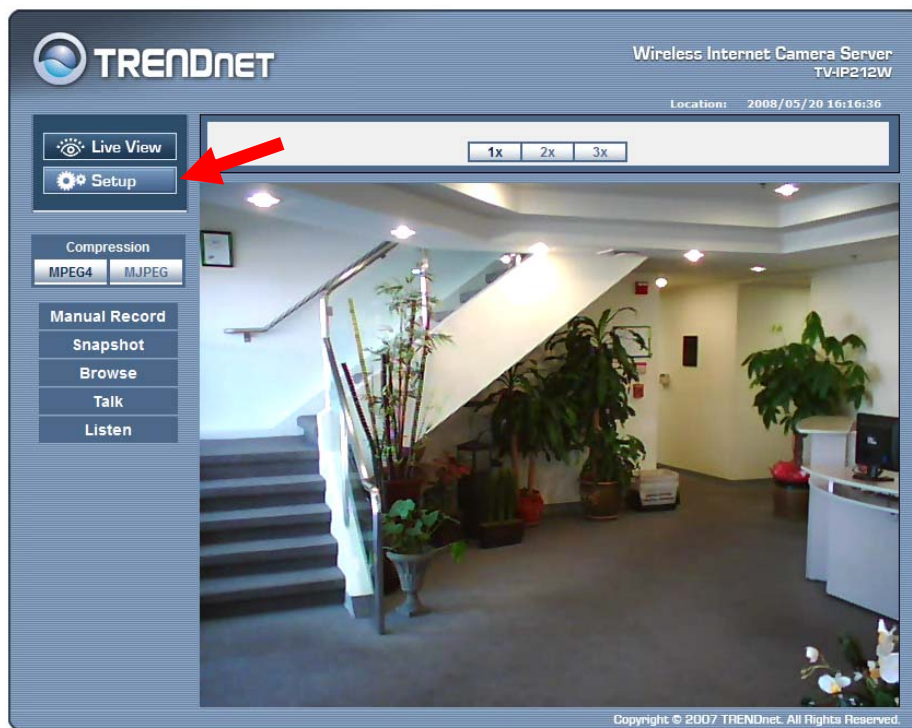 TRENDnet
Wireless Internet Camera Server
TV-IP212W
Location: 2008/05/20 16:16:36
Live View
Setup
1x 2x 3x
Compression
MPEG4 MJPEG
Manual Record
Snapshot
Browse
Talk
Listen
Copyright © 2007 TRENDnet. All Rights Reserved.